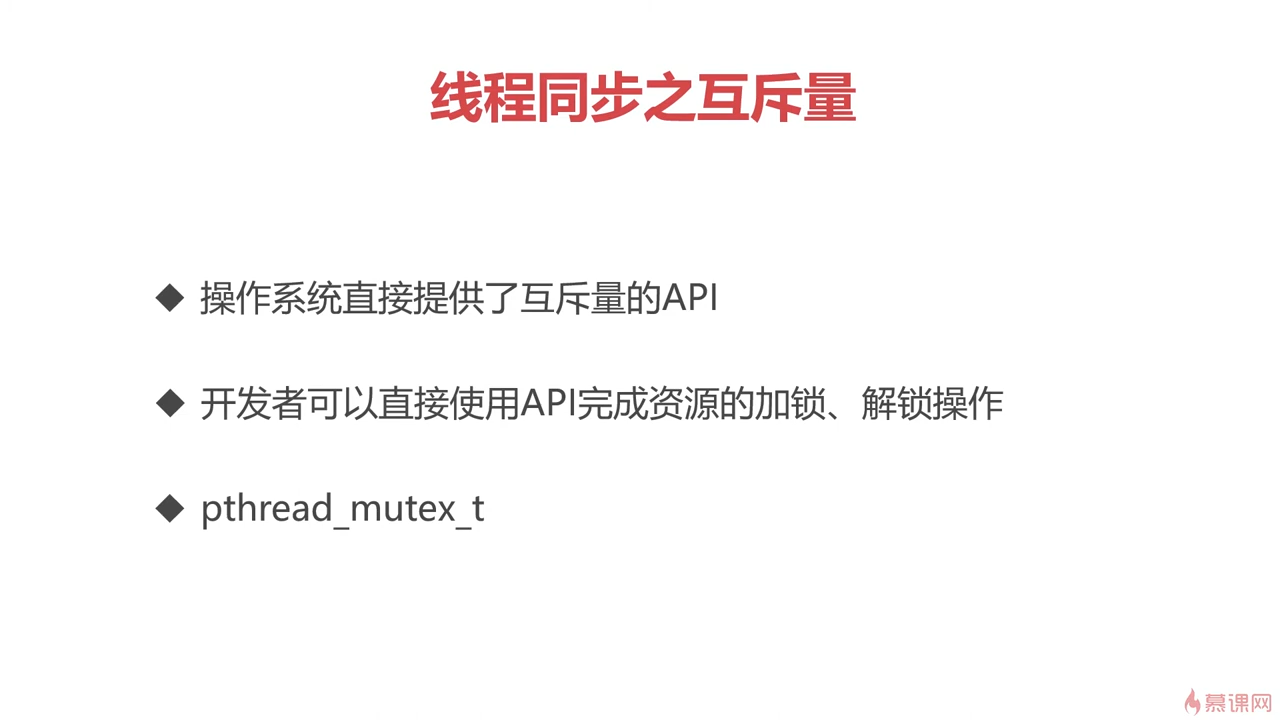 线程同步之互斥量
◆ 操作系统直接提供了互斥量的API
◆ 开发者可以直接使用API完成资源的加锁、解锁操作
◆ pthread_mutex_t
慕课网